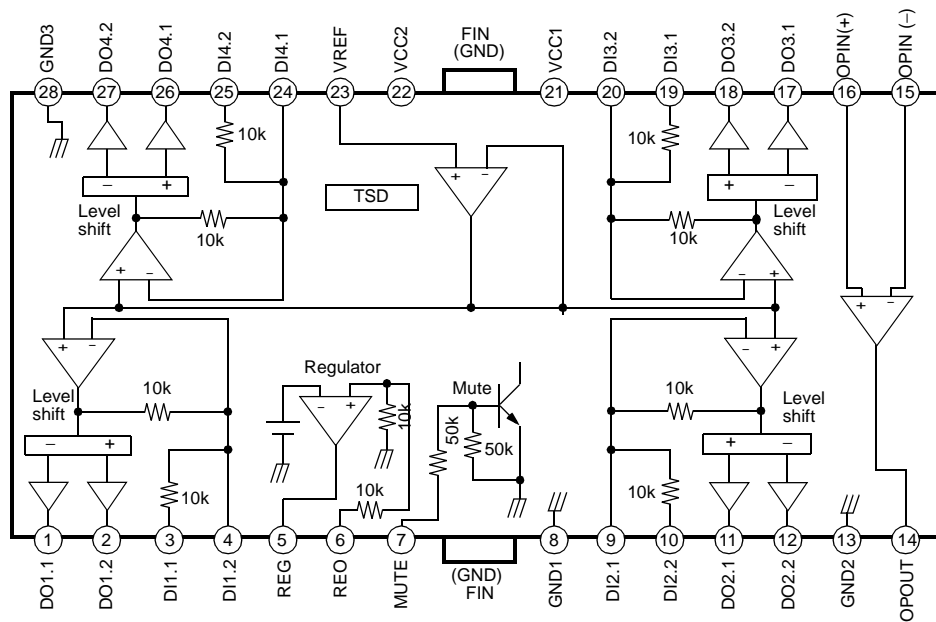 GND3
DO4.2
DO4.1
DI4.2
DI4.1
VREF
VCC2
FIN
(GND)
VCC1
DI3.2
DI3.1
DO3.2
DO3.1
OPIN(+)
OPIN (−)
28 27 26 25 24 23 22 21 20 19 18 17 16 15
10k 10k
− + TSD + − + −
Level
shift
10k
10k
Level
shift
+ − − +
+ − − + + −
Regulator
Level
shift
10k
10k
Mute
10k
Level
shift
− + − + 50k 50k + −
10k 10k 10k
1 2 3 4 5 6 7 8 9 10 11 12 13 14
DO1.1
DO1.2
DI1.1
DI1.2
REG
REO
MUTE
(GND)
FIN
GND1
DI2.1
DI2.2
DO2.1
DO2.2
GND2
OPOUT